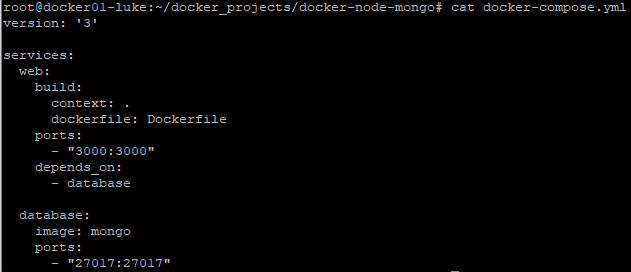 root@docker01-luke:~/docker_projects/docker-node-mongo# cat docker-compose.yml
version: '3'

services:
  web:
    build:
      context: .
      dockerfile: Dockerfile
    ports:
      - "3000:3000"
    depends_on:
      - database

  database:
    image: mongo
    ports:
      - "27017:27017"